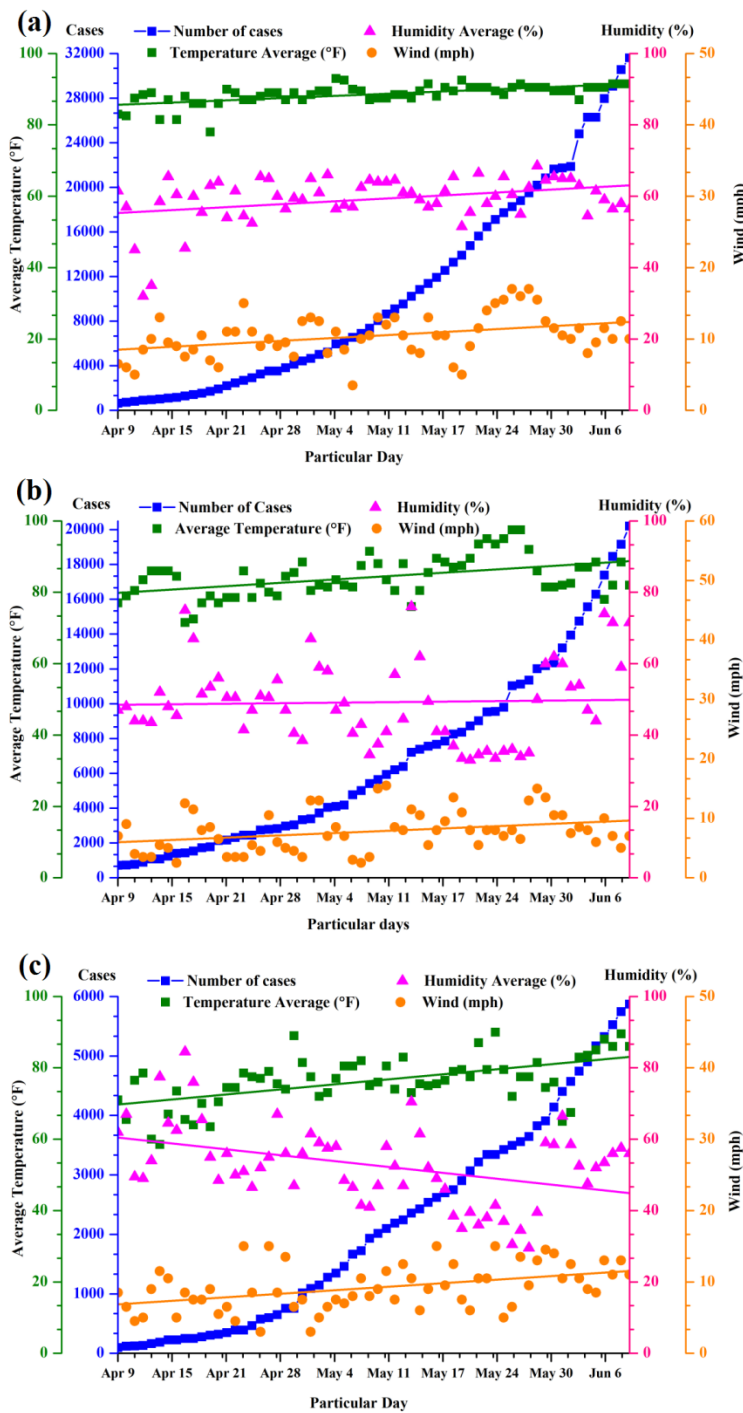 (a)
Cases
Number of cases
Humidity Average (%)
Humidity (%)
Temperature Average (°F)
Wind (mph)
100
80
60
40
20
0
Average Temperature (°F)
32000
28000
24000
20000
16000
12000
8000
4000
0
100
80
60
40
20
0
50
40
30
20
10
0
Wind (mph)
Apr 9 Apr 15 Apr 21 Apr 28 May 4 May 11 May 17 May 24 May 30 Jun 6
Particular Day
(b)
Cases
Number of Cases
Humidity (%)
Humidity (%)
Average Temperature (°F)
Wind (mph)
100
80
60
40
20
0
Average Temperature (°F)
20000
18000
16000
14000
12000
10000
8000
6000
4000
2000
0
100
80
60
40
20
0
60
50
40
30
20
10
0
Wind (mph)
Apr 9 Apr 15 Apr 21 Apr 28 May 4 May 11 May 17 May 24 May 30 Jun 6
Particular days
(c)
Cases
Number of cases
Humidity Average (%)
Humidity (%)
Temperature Average (°F)
Wind (mph)
100
80
60
40
20
0
Average Temperature (°F)
6000
5000
4000
3000
2000
1000
0
100
80
60
40
20
0
50
40
30
20
10
0
Wind (mph)
Apr 9 Apr 15 Apr 21 Apr 28 May 4 May 11 May 17 May 24 May 30 Jun 6
Particular Day